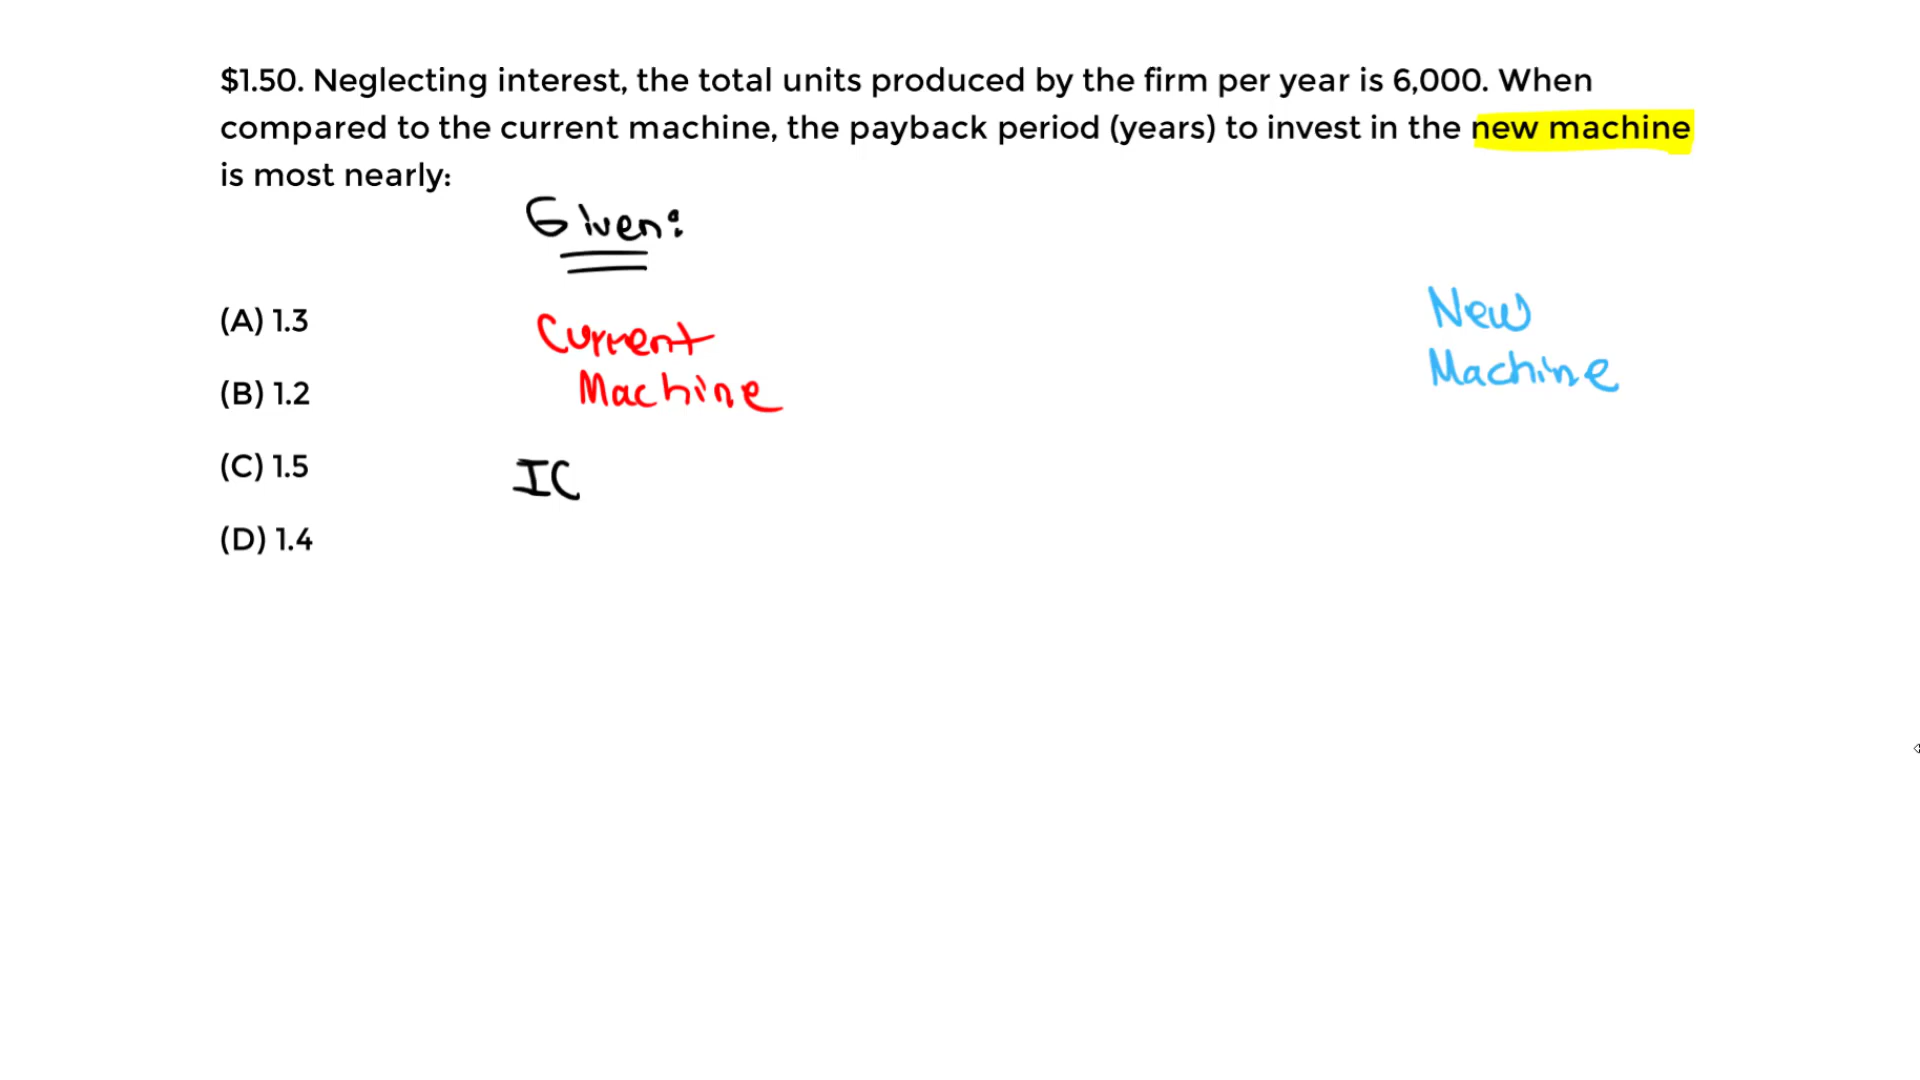 $1.50. Neglecting interest, the total units produced by the firm per year is 6,000. When
compared to the current machine, the payback period (years) to invest in the new machine
is most nearly:
Given:
(A) 1.3
(B) 1.2
(C) 1.5
(D) 1.4
Current
Machine
IC
New
Machine